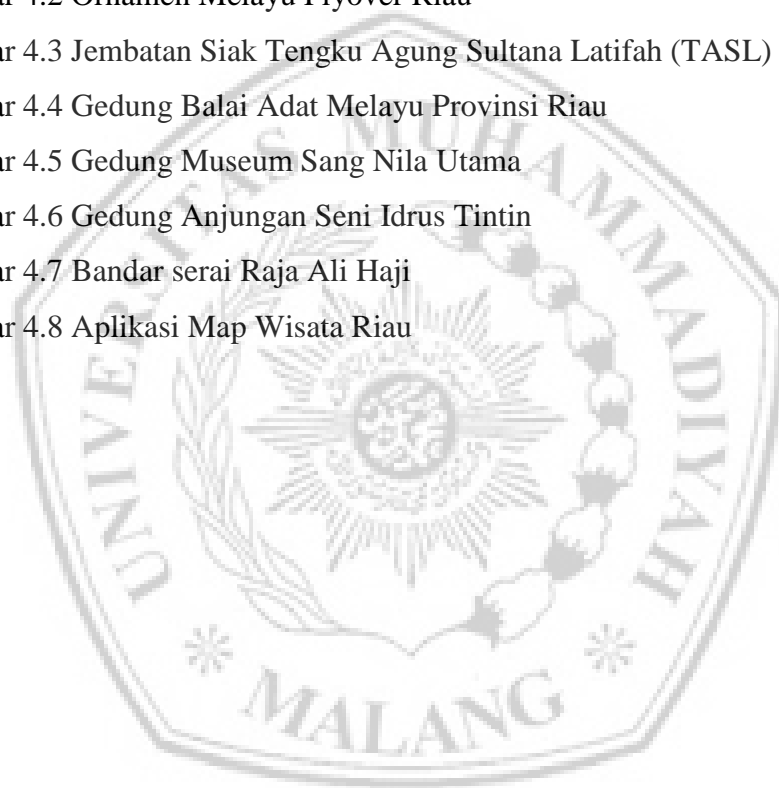 ar 4.2 Ornamen Melayu Flyover Riau
ar 4.3 Jembatan Siak Tengku Agung Sultana Latifah (TASL)
ar 4.4 Gedung Balai Adat Melayu Provinsi Riau
ar 4.5 Gedung Museum Sang Nila Utama
ar 4.6 Gedung Anjungan Seni Idrus Tintin
ar 4.7 Bandar serai Raja Ali Haji
ar 4.8 Aplikasi Map Wisata Riau
UNIVERSITAS MUHAMMADIYAH
MALANG